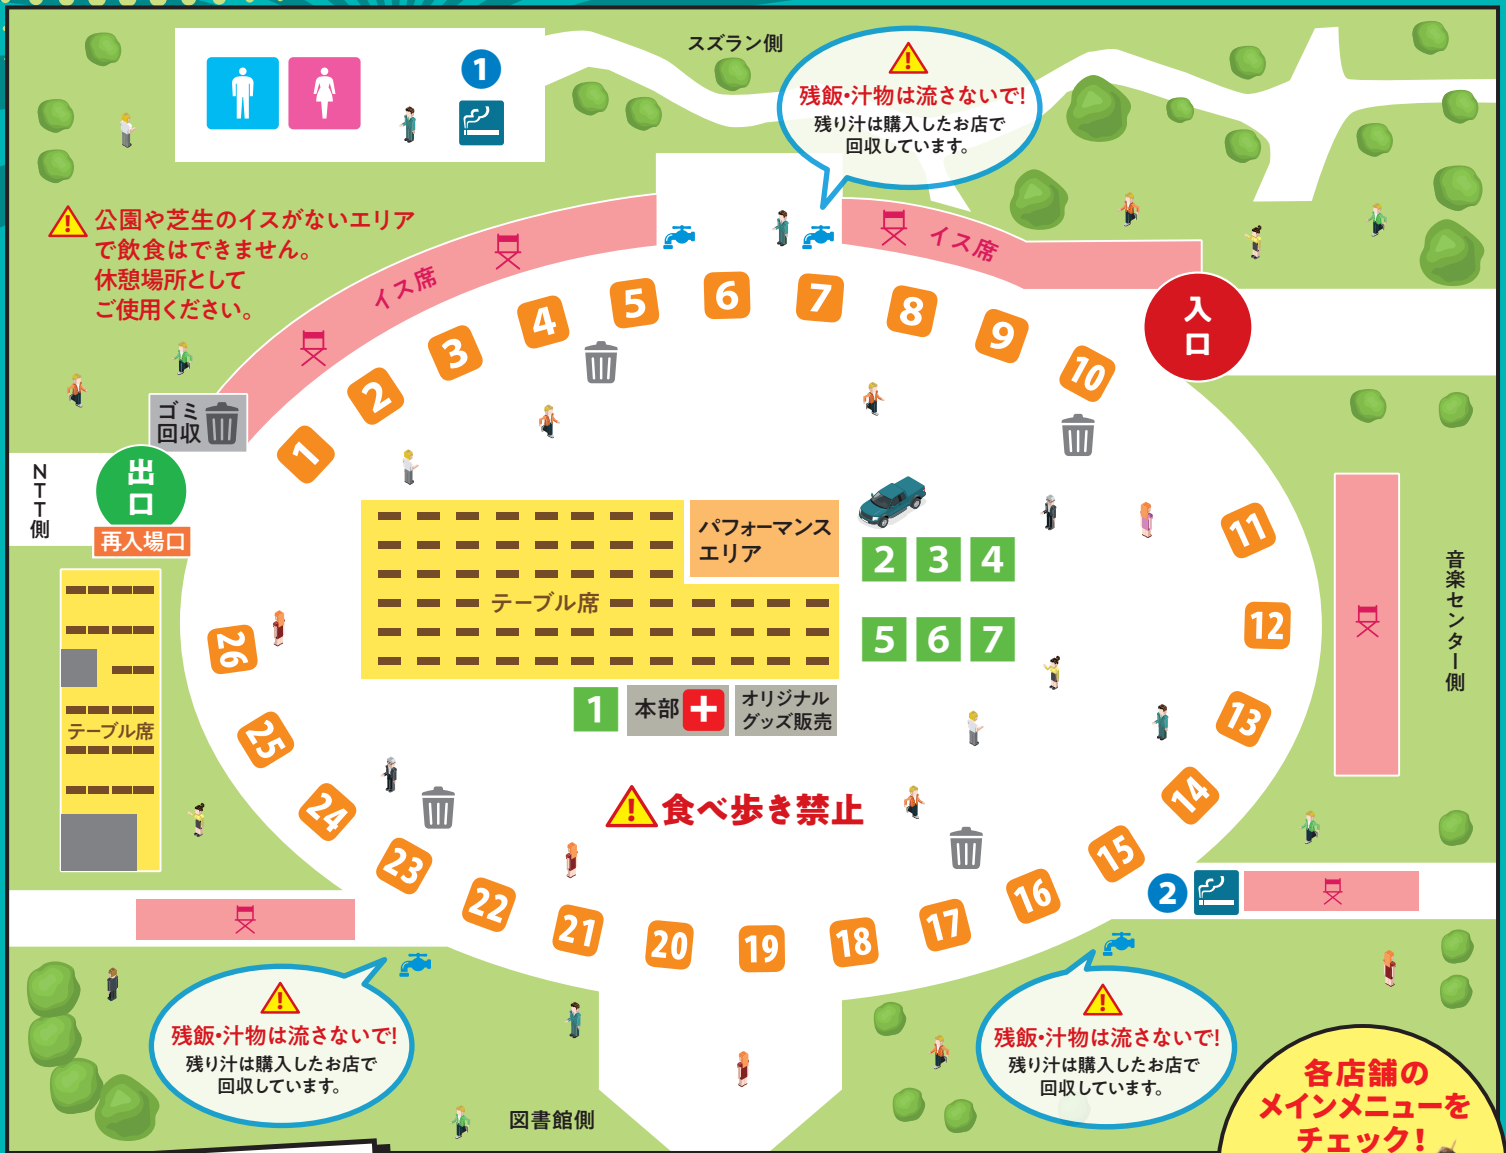 スズラン側
1
残飯・汁物は流さないで!
残り汁は購入したお店で
回収しています。
公園や芝生のイスがないエリア
で飲食はできません。
休憩場所として
ご使用ください。
イス席
イス席
入
口
1
2
3
4
5
6
7
8
9
10
ゴミ
回収
出
口
再入場口
NTT側
パフォーマンス
エリア
テーブル席
2
3
4
5
6
7
1
本部
オリジナル
グッズ販売
11
12
13
14
15
16
17
18
19
20
21
22
23
24
25
26
音楽センター側
テーブル席
食べ歩き禁止
2
残飯・汁物は流さないで!
残り汁は購入したお店で
回収しています。
残飯・汁物は流さないで!
残り汁は購入したお店で
回収しています。
図書館側
各店舗の
メインメニューを
チェック!